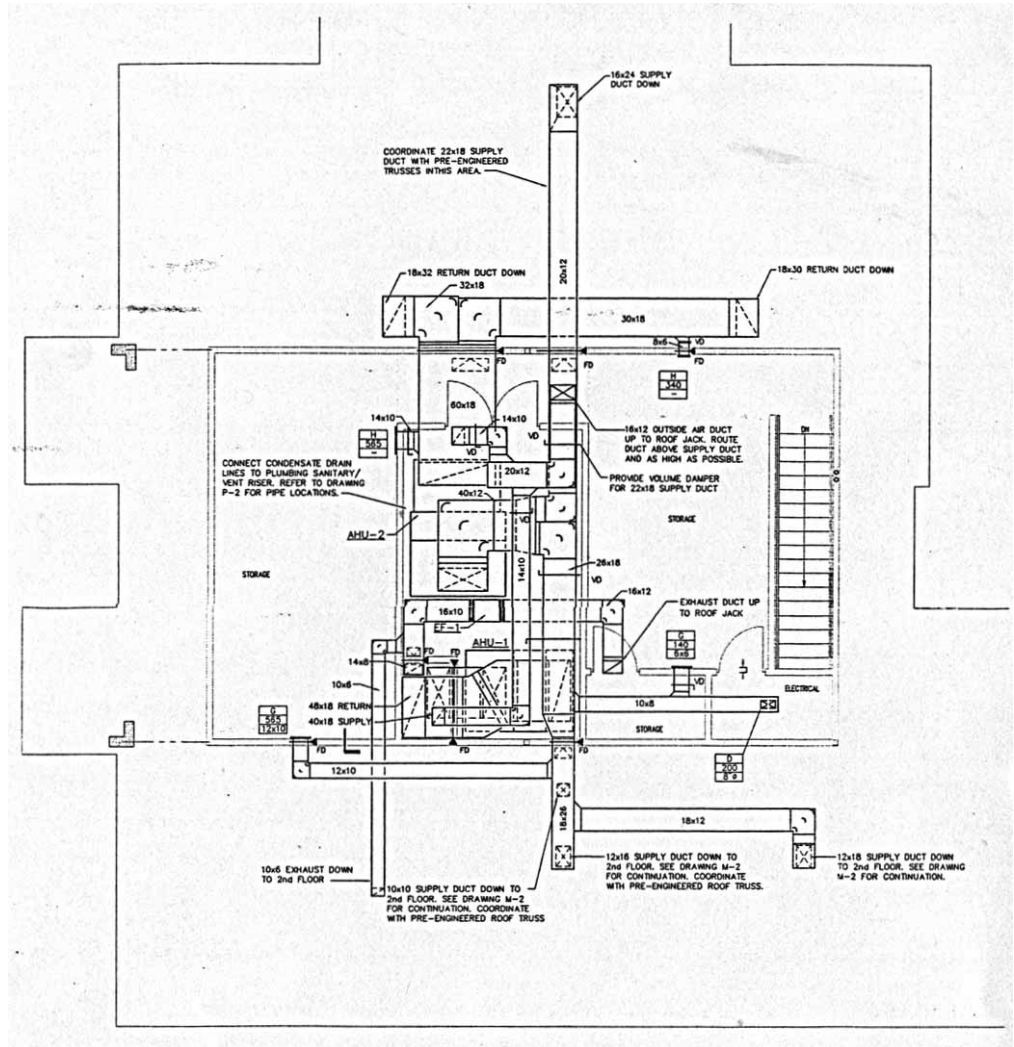 16x24 SUPPLY
DUCT DOWN
COORDINATE 22x18 SUPPLY
DUCT WITH PRE-ENGINEERED
TRUSSES INTHIS AREA.
20x12
18x32 RETURN DUCT DOWN
32x18
18x30 RETURN DUCT DOWN
30x18
8x6
VD
FD
FD
FD
H
340
-
60x18
14x10
14x10
H
565
-
VD
VD
16x12 OUTSIDE AIR DUCT
UP TO ROOF JACK. ROUTE
DUCT ABOVE SUPPLY DUCT
AND AS HIGH AS POSSIBLE.
DN
CONNECT CONDENSATE DRAIN
LINES TO PLUMBING SANITARY/
VENT RISER. REFER TO DRAWING
P-2 FOR PIPE LOCATIONS.
20x12
PROVIDE VOLUME DAMPER
FOR 22x18 SUPPLY DUCT
40x12
VD
AHU-2
STORAGE
14x10
26x18
VD
STORAGE
16x12
EXHAUST DUCT UP
TO ROOF JACK
16x10
EF-1
AHU-1
G
140
6x6
FD
FD
14x8
10x6
VD
48x18 RETURN
ELECTRICAL
10x8
G
565
12x10
40x18 SUPPLY
STORAGE
FD
FD
FD
D
200
8"ø
12x10
18x26
18x12
10x6 EXHAUST DOWN
TO 2nd FLOOR
10x10 SUPPLY DUCT DOWN TO
2nd FLOOR. SEE DRAWING M-2
FOR CONTINUATION. COORDINATE
WITH PRE-ENGINEERED ROOF TRUSS
12x16 SUPPLY DUCT DOWN TO
2nd FLOOR. SEE DRAWING M-2
FOR CONTINUATION. COORDINATE
WITH PRE-ENGINEERED ROOF TRUSS.
12x18 SUPPLY DUCT DOWN
TO 2nd FLOOR. SEE DRAWING
M-2 FOR CONTINUATION.